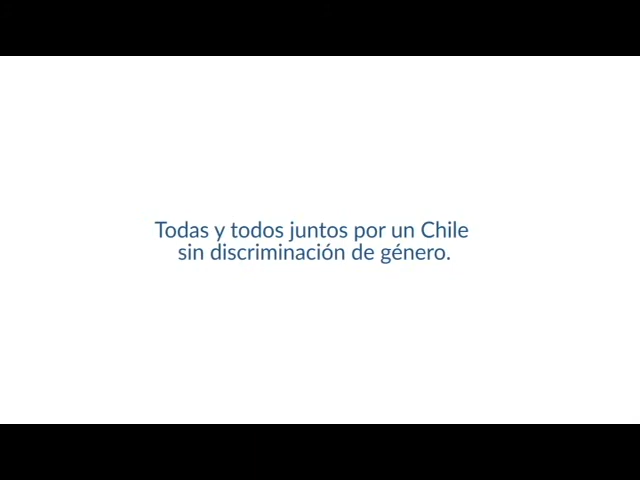 Todas y todos juntos por un Chile
sin discriminación de género.